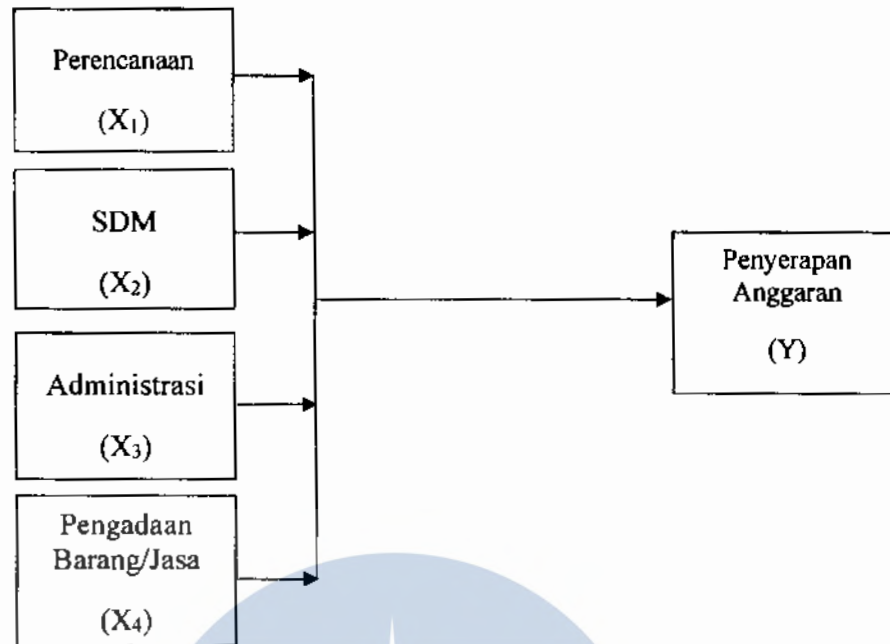 Perencanaan
(X₁)
SDM
(X₂)
Administrasi
(X₃)
Pengadaan
Barang/Jasa
(X₄)
Penyerapan
Anggaran
(Y)